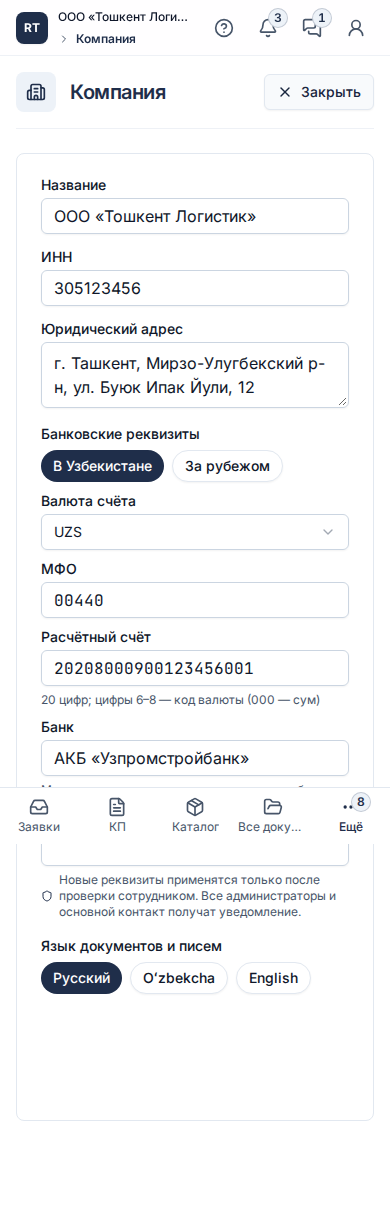 RT
ООО «Тошкент Логи...
3
1
Компания
Компания
Закрыть
Название
ООО «Тошкент Логистик»
ИНН
305123456
Юридический адрес
г. Ташкент, Мирзо-Улугбекский р-
н, ул. Буюк Ипак Йули, 12
Банковские реквизиты
В Узбекистане
За рубежом
Валюта счёта
UZS
МФО
00440
Расчётный счёт
20208000900123456001
20 цифр; цифры 6–8 — код валюты (000 — сум)
Банк
АКБ «Узпромстройбанк»
8
Заявки
КП
Каталог
Все доку...
Ещё
Новые реквизиты применятся только после
проверки сотрудником. Все администраторы и
основной контакт получат уведомление.
Язык документов и писем
Русский
Oʻzbekcha
English